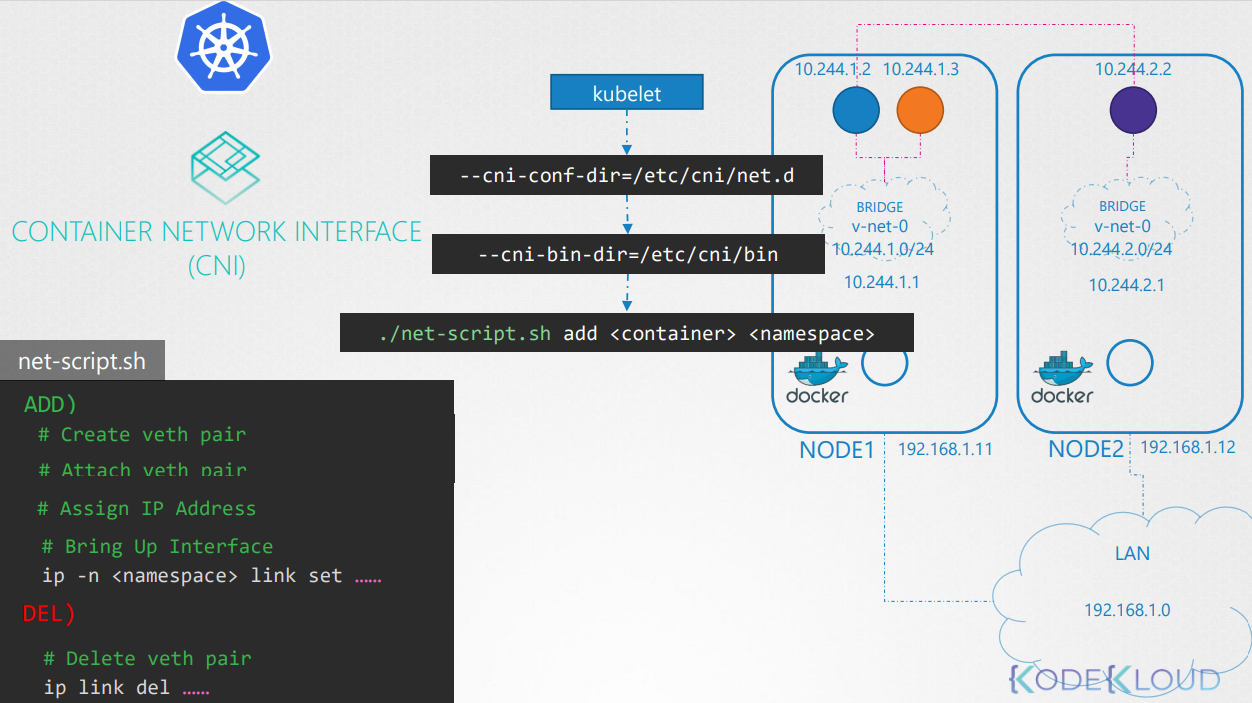 CONTAINER NETWORK INTERFACE
(CNI)
kubelet
--cni-conf-dir=/etc/cni/net.d
--cni-bin-dir=/etc/cni/bin
./net-script.sh add <container> <namespace>
net-script.sh
ADD)
# Create veth pair
# Attach veth pair
# Assign IP Address
# Bring Up Interface
ip -n <namespace> link set ……
DEL)
# Delete veth pair
ip link del ……
10.244.1.2 10.244.1.3
BRIDGE
v-net-0
10.244.1.0/24
10.244.1.1
docker
NODE1 192.168.1.11
10.244.2.2
BRIDGE
v-net-0
10.244.2.0/24
10.244.2.1
docker
NODE2 192.168.1.12
LAN
192.168.1.0
KODEKLOUD